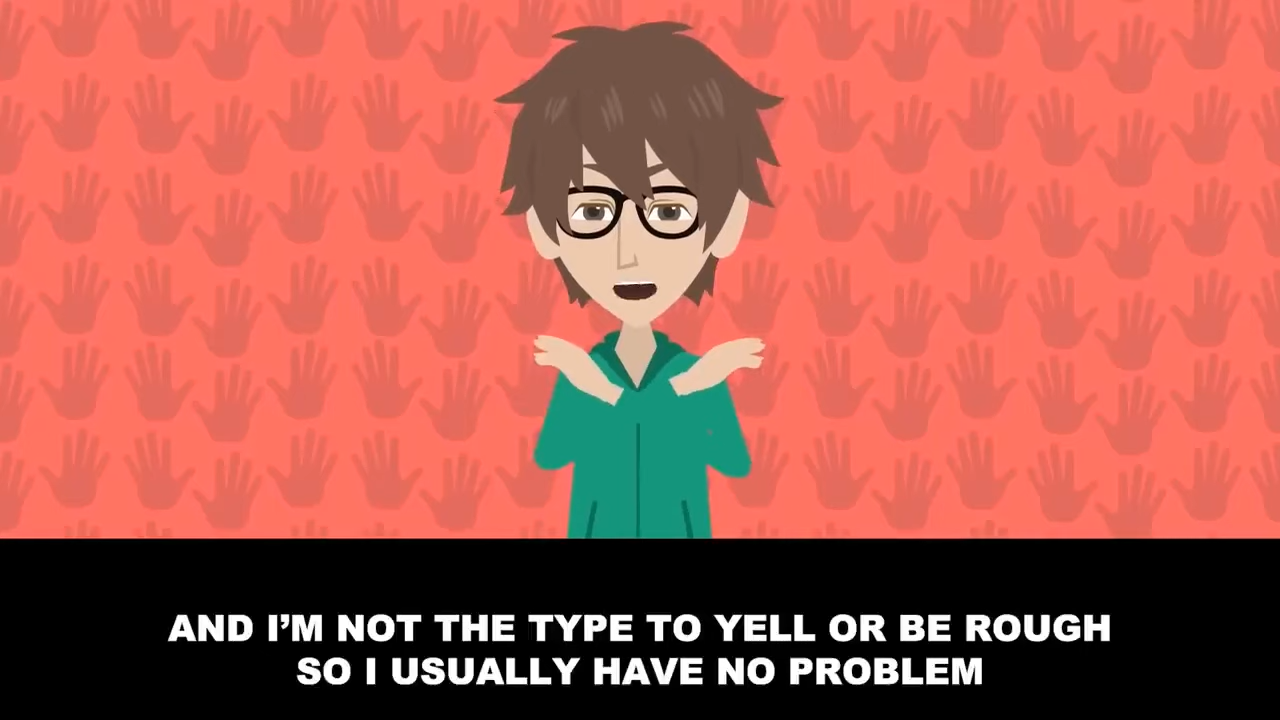 AND I’M NOT THE TYPE TO YELL OR BE ROUGH
SO I USUALLY HAVE NO PROBLEM